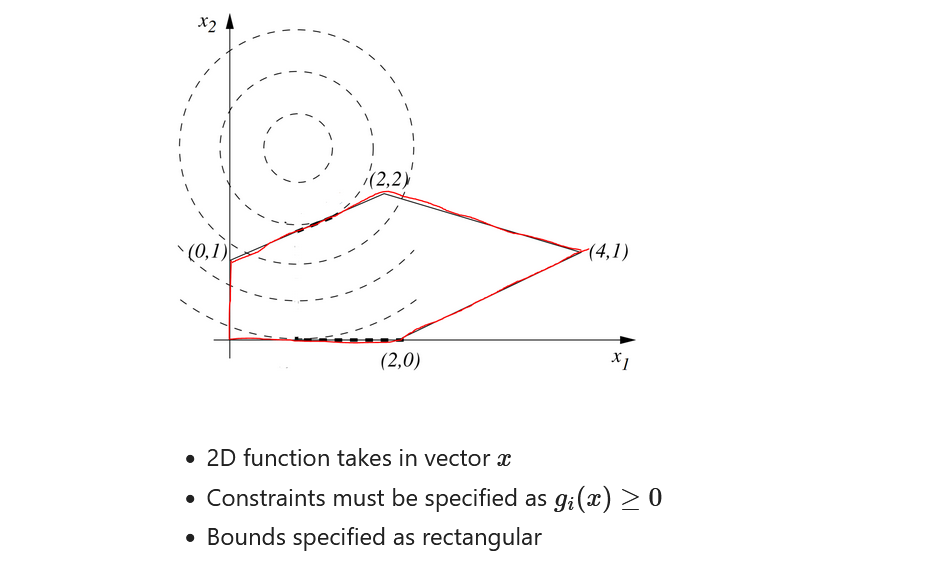 x2
(2,2)
(0,1)
(4,1)
(2,0)
x1
• 2D function takes in vector x
• Constraints must be specified as gᵢ(x) ≥ 0
• Bounds specified as rectangular